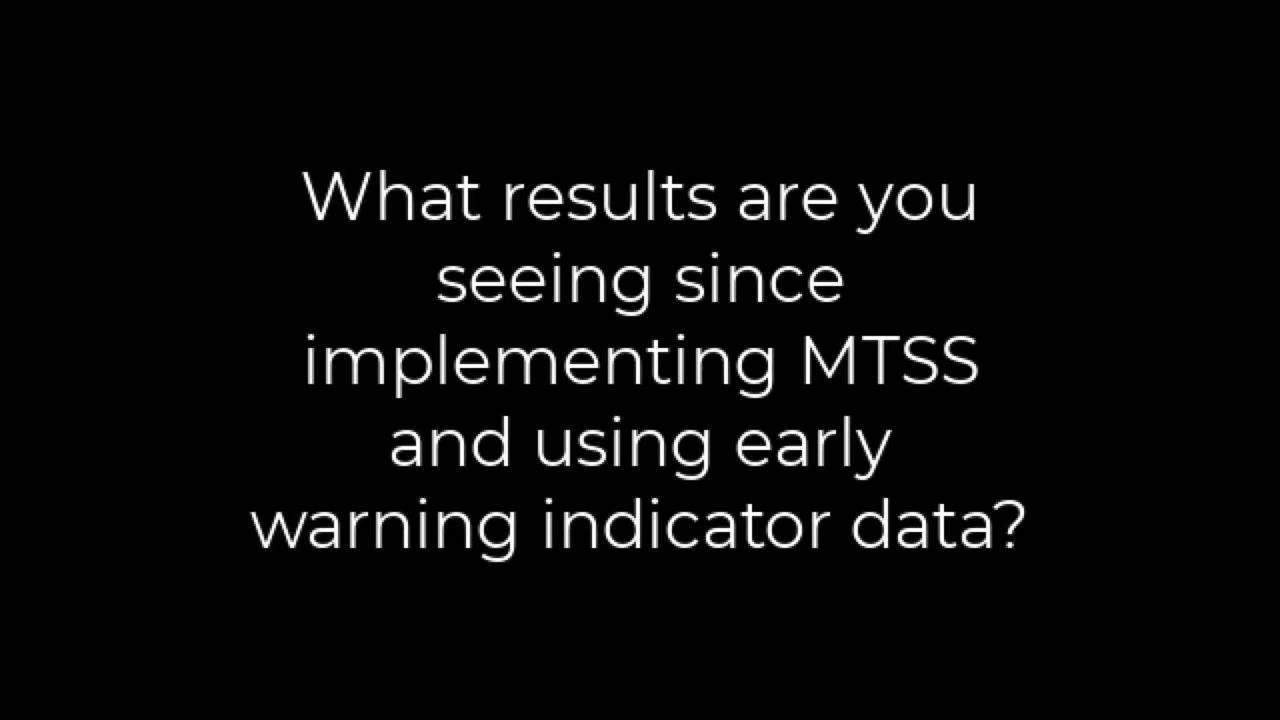 What results are you
seeing since
implementing MTSS
and using early
warning indicator data?